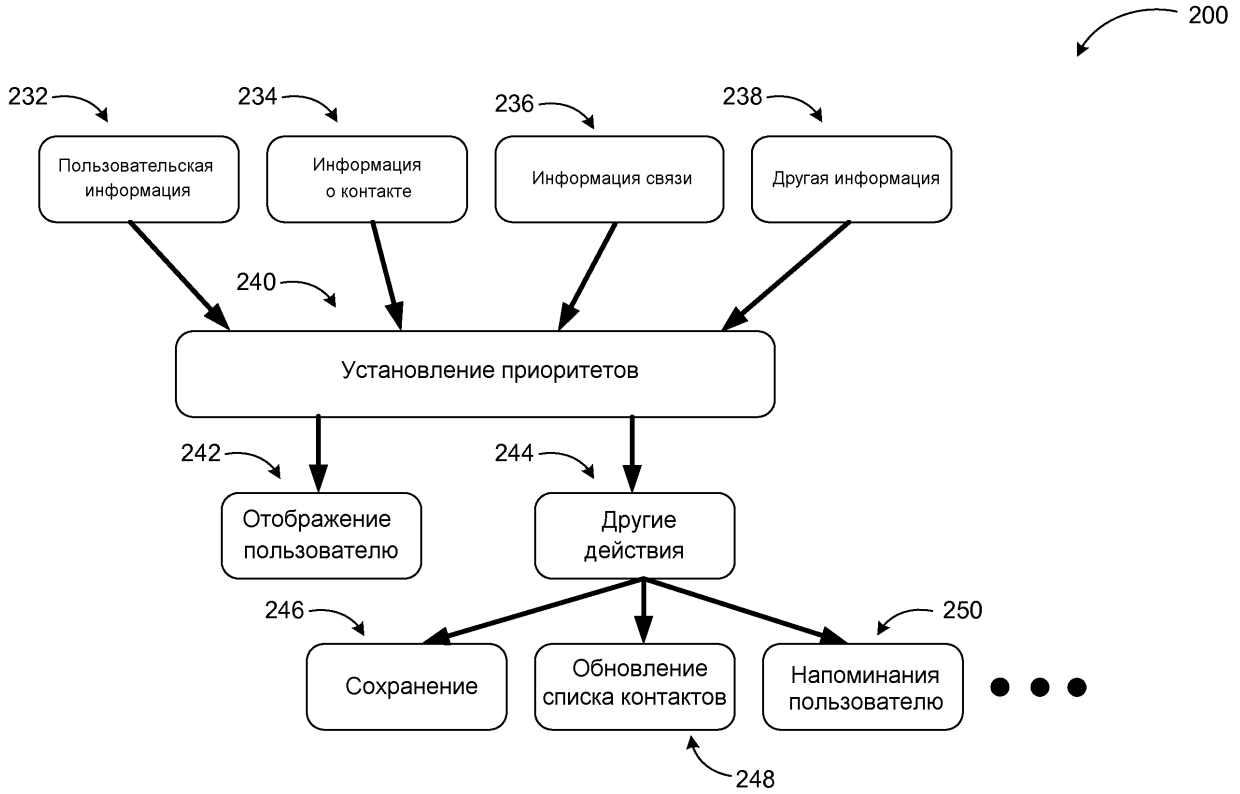 200
232
234
236
238
Пользовательская
информация
Информация
о контакте
Информация связи
Другая информация
240
Установление приоритетов
242
244
Отображение
пользователю
Другие
действия
246
250
Сохранение
Обновление
списка контактов
Напоминания
пользователю
248